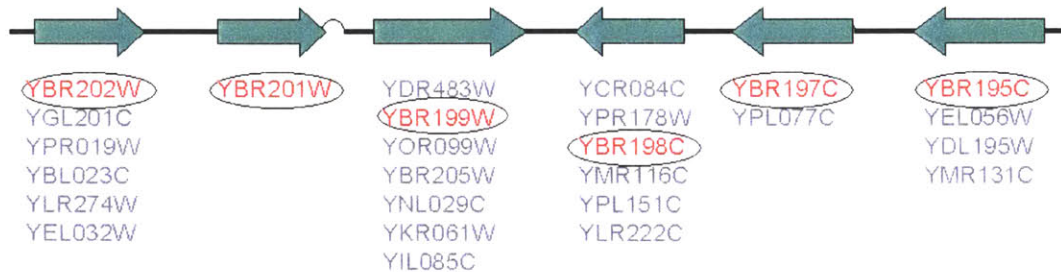 YBR202W
YGL201C
YPR019W
YBL023C
YLR274W
YEL032W
YBR201W
YDR483W
YBR199W
YOR099W
YBR205W
YNL029C
YKR061W
YIL085C
YCR084C
YPR178W
YBR198C
YMR116C
YPL151C
YLR222C
YBR197C
YPL077C
YBR195C
YEL056W
YDL195W
YMR131C